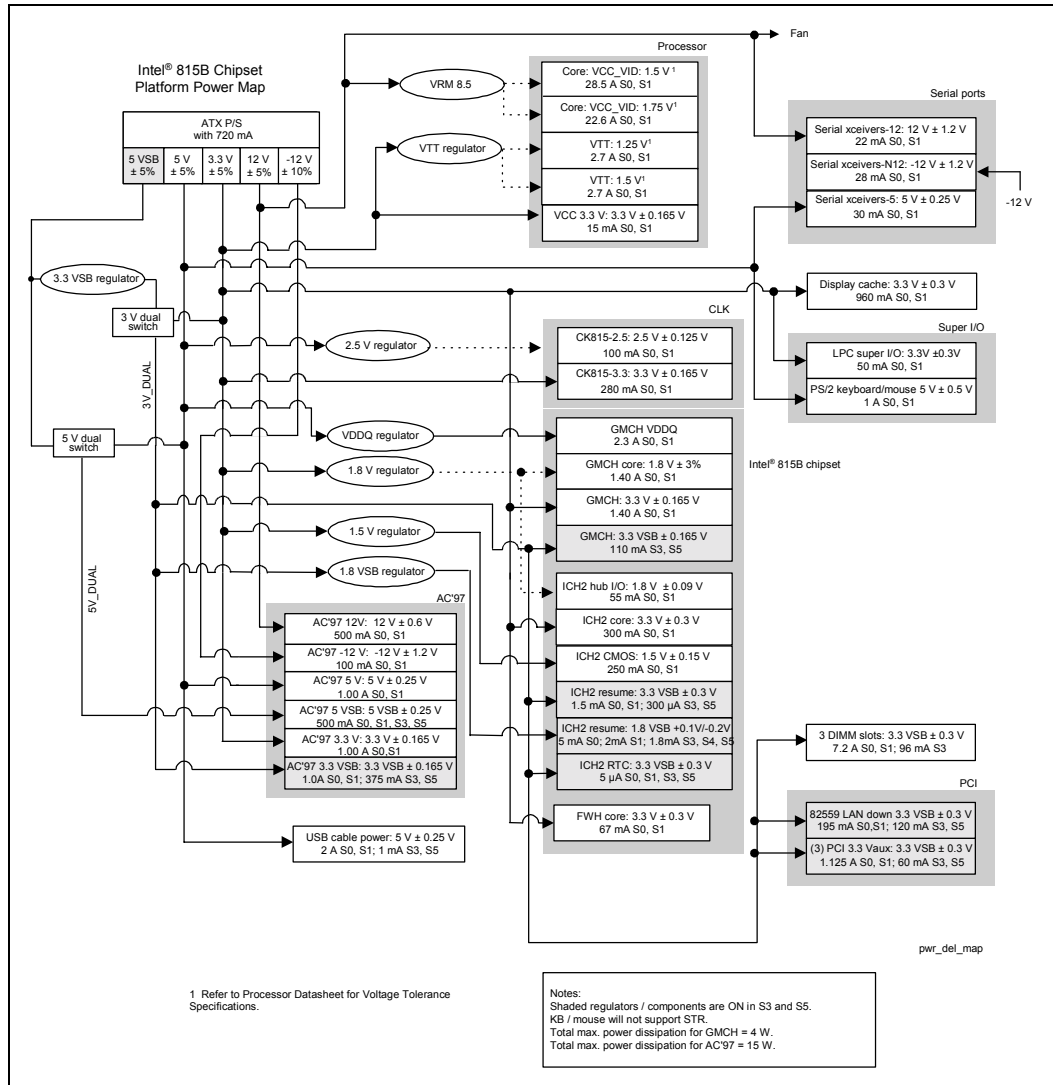 Intel® 815B Chipset
Platform Power Map
ATX P/S
with 720 mA
5 VSB
± 5%
5 V
± 5%
3.3 V
± 5%
12 V
± 5%
-12 V
± 10%
Fan
Processor
VRM 8.5
Core: VCC_VID: 1.5 V 1
28.5 A S0, S1
Core: VCC_VID: 1.75 V1
22.6 A S0, S1
VTT regulator
VTT: 1.25 V1
2.7 A S0, S1
VTT: 1.5 V1
2.7 A S0, S1
VCC 3.3 V: 3.3 V ± 0.165 V
15 mA S0, S1
Serial ports
Serial xceivers-12: 12 V ± 1.2 V
22 mA S0, S1
Serial xceivers-N12: -12 V ± 1.2 V
28 mA S0, S1
Serial xceivers-5: 5 V ± 0.25 V
30 mA S0, S1
-12 V
3.3 VSB regulator
3 V dual
switch
3V_DUAL
5 V dual
switch
5V_DUAL
Display cache: 3.3 V ± 0.3 V
960 mA S0, S1
Super I/O
LPC super I/O: 3.3V ±0.3V
50 mA S0, S1
PS/2 keyboard/mouse 5 V ± 0.5 V
1 A S0, S1
CLK
2.5 V regulator
CK815-2.5: 2.5 V ± 0.125 V
100 mA S0, S1
CK815-3.3: 3.3 V ± 0.165 V
280 mA S0, S1
Intel® 815B chipset
VDDQ regulator
GMCH VDDQ
2.3 A S0, S1
1.8 V regulator
GMCH core: 1.8 V ± 3%
1.40 A S0, S1
GMCH: 3.3 V ± 0.165 V
1.40 A S0, S1
1.5 V regulator
GMCH: 3.3 VSB ± 0.165 V
110 mA S3, S5
1.8 VSB regulator
ICH2 hub I/O: 1.8 V ± 0.09 V
55 mA S0, S1
ICH2 core: 3.3 V ± 0.3 V
300 mA S0, S1
ICH2 CMOS: 1.5 V ± 0.15 V
250 mA S0, S1
ICH2 resume: 3.3 VSB ± 0.3 V
1.5 mA S0, S1; 300 µA S3, S5
ICH2 resume: 1.8 VSB +0.1V/-0.2V
5 mA S0; 2mA S1; 1.8mA S3, S4, S5
ICH2 RTC: 3.3 VSB ± 0.3 V
5 µA S0, S1, S3, S5
FWH core: 3.3 V ± 0.3 V
67 mA S0, S1
AC'97
AC'97 12V: 12 V ± 0.6 V
500 mA S0, S1
AC'97 -12 V: -12 V ± 1.2 V
100 mA S0, S1
AC'97 5 V: 5 V ± 0.25 V
1.00 A S0, S1
AC'97 5 VSB: 5 VSB ± 0.25 V
500 mA S0, S1, S3, S5
AC'97 3.3 V: 3.3 V ± 0.165 V
1.00 A S0,S1
AC'97 3.3 VSB: 3.3 VSB ± 0.165 V
1.0A S0, S1; 375 mA S3, S5
USB cable power: 5 V ± 0.25 V
2 A S0, S1; 1 mA S3, S5
3 DIMM slots: 3.3 VSB ± 0.3 V
7.2 A S0, S1; 96 mA S3
PCI
82559 LAN down 3.3 VSB ± 0.3 V
195 mA S0,S1; 120 mA S3, S5
(3) PCI 3.3 Vaux: 3.3 VSB ± 0.3 V
1.125 A S0, S1; 60 mA S3, S5
pwr_del_map
1 Refer to Processor Datasheet for Voltage Tolerance
Specifications.
Notes:
Shaded regulators / components are ON in S3 and S5.
KB / mouse will not support STR.
Total max. power dissipation for GMCH = 4 W.
Total max. power dissipation for AC'97 = 15 W.